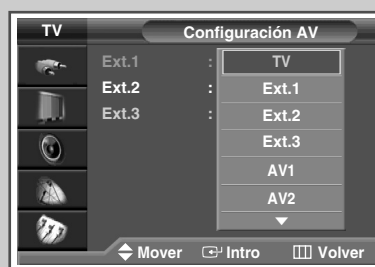 TV Configuración AV
Ext.1 : TV
Ext.2 : Ext.1
Ext.3 : Ext.2
Ext.3
AV1
AV2
Mover Intro Volver